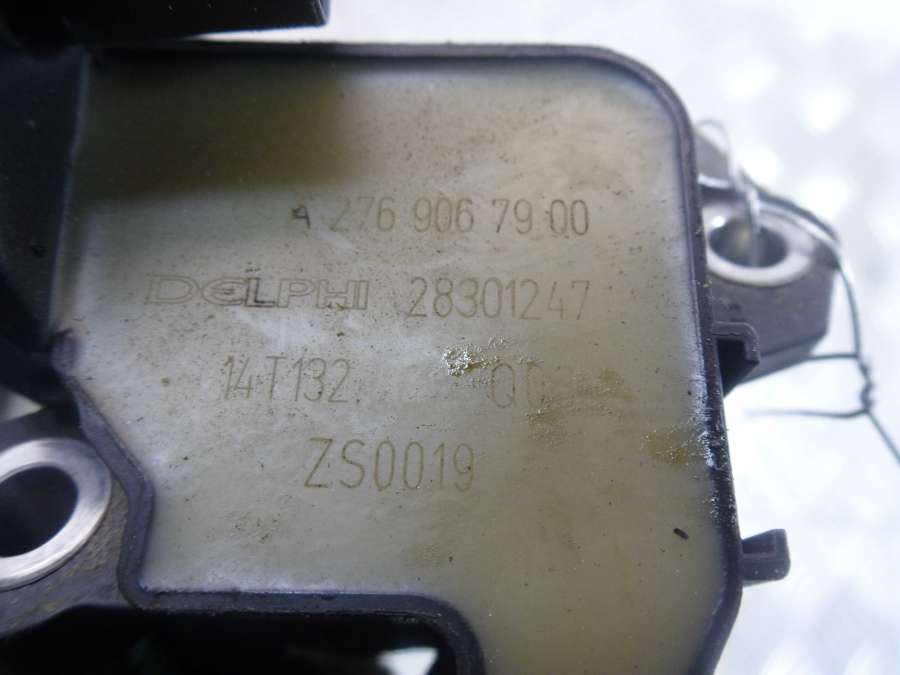 A 276 906 79 00
DELPHI 28301247
14T132
ZS0019